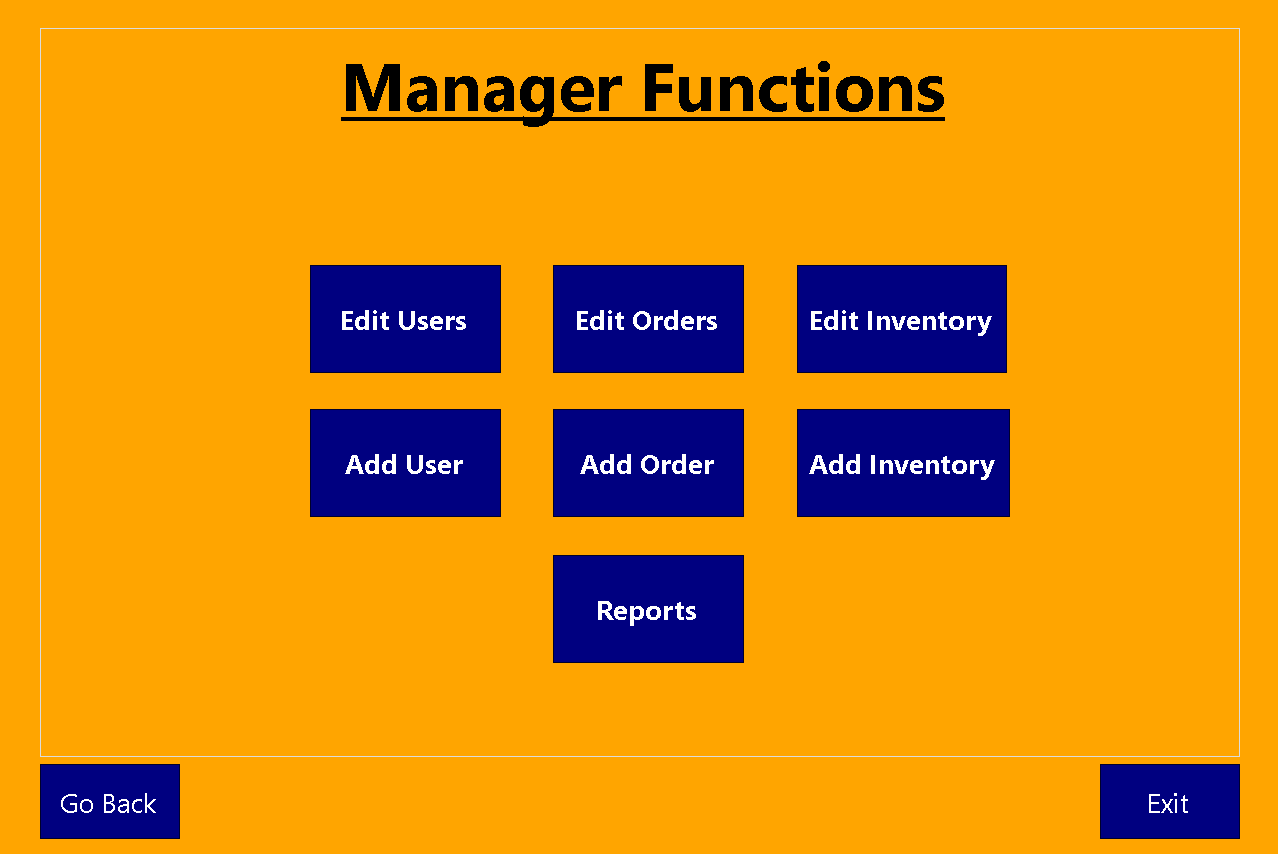 Manager Functions
Edit Users
Edit Orders
Edit Inventory
Add User
Add Order
Add Inventory
Reports
Go Back
Exit